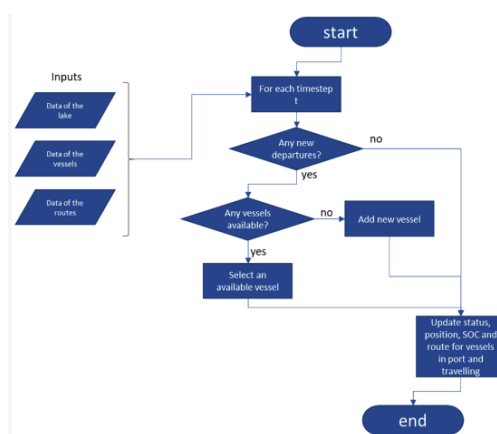 start
Inputs
For each timestep
t
Data of the
lake
Any new
departures?
no
yes
Data of the
vessels
Any vessels
available?
no
Add new vessel
Data of the
routes
yes
Select an
available vessel
Update status,
position, SOC and
route for vessels
in port and
travelling
end